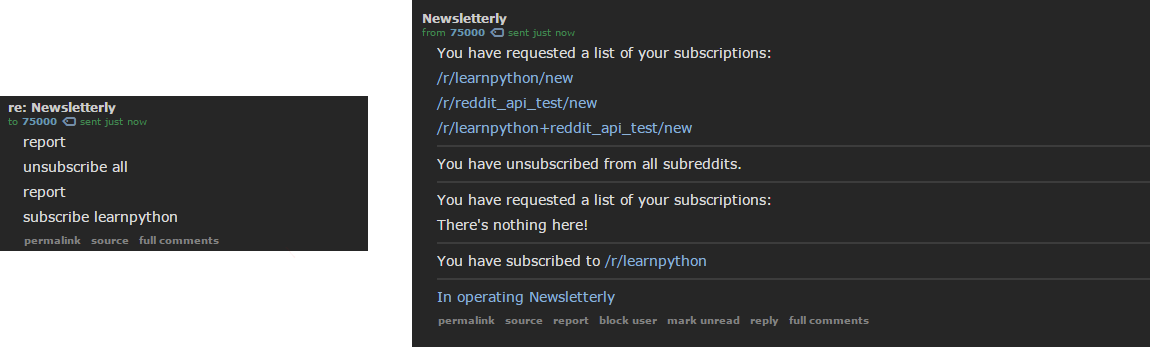 re: Newsletterly
to 75000 sent just now
report
unsubscribe all
report
subscribe learnpython
permalink source full comments
Newsletterly
from 75000 sent just now
You have requested a list of your subscriptions:
/r/learnpython/new
/r/reddit_api_test/new
/r/learnpython+reddit_api_test/new
You have unsubscribed from all subreddits.
You have requested a list of your subscriptions:
There's nothing here!
You have subscribed to /r/learnpython
In operating Newsletterly
permalink source report block user mark unread reply full comments